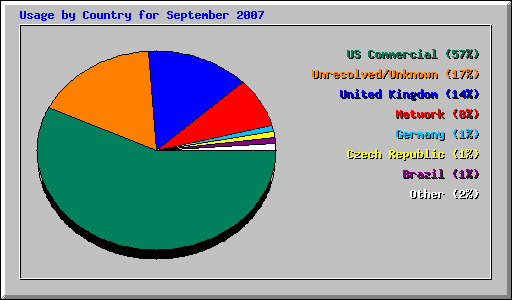 Usage by Country for September 2007
US Commercial (57%)
Unresolved/Unknown (17%)
United Kingdom (14%)
Network (8%)
Germany (1%)
Czech Republic (1%)
Brazil (1%)
Other (2%)